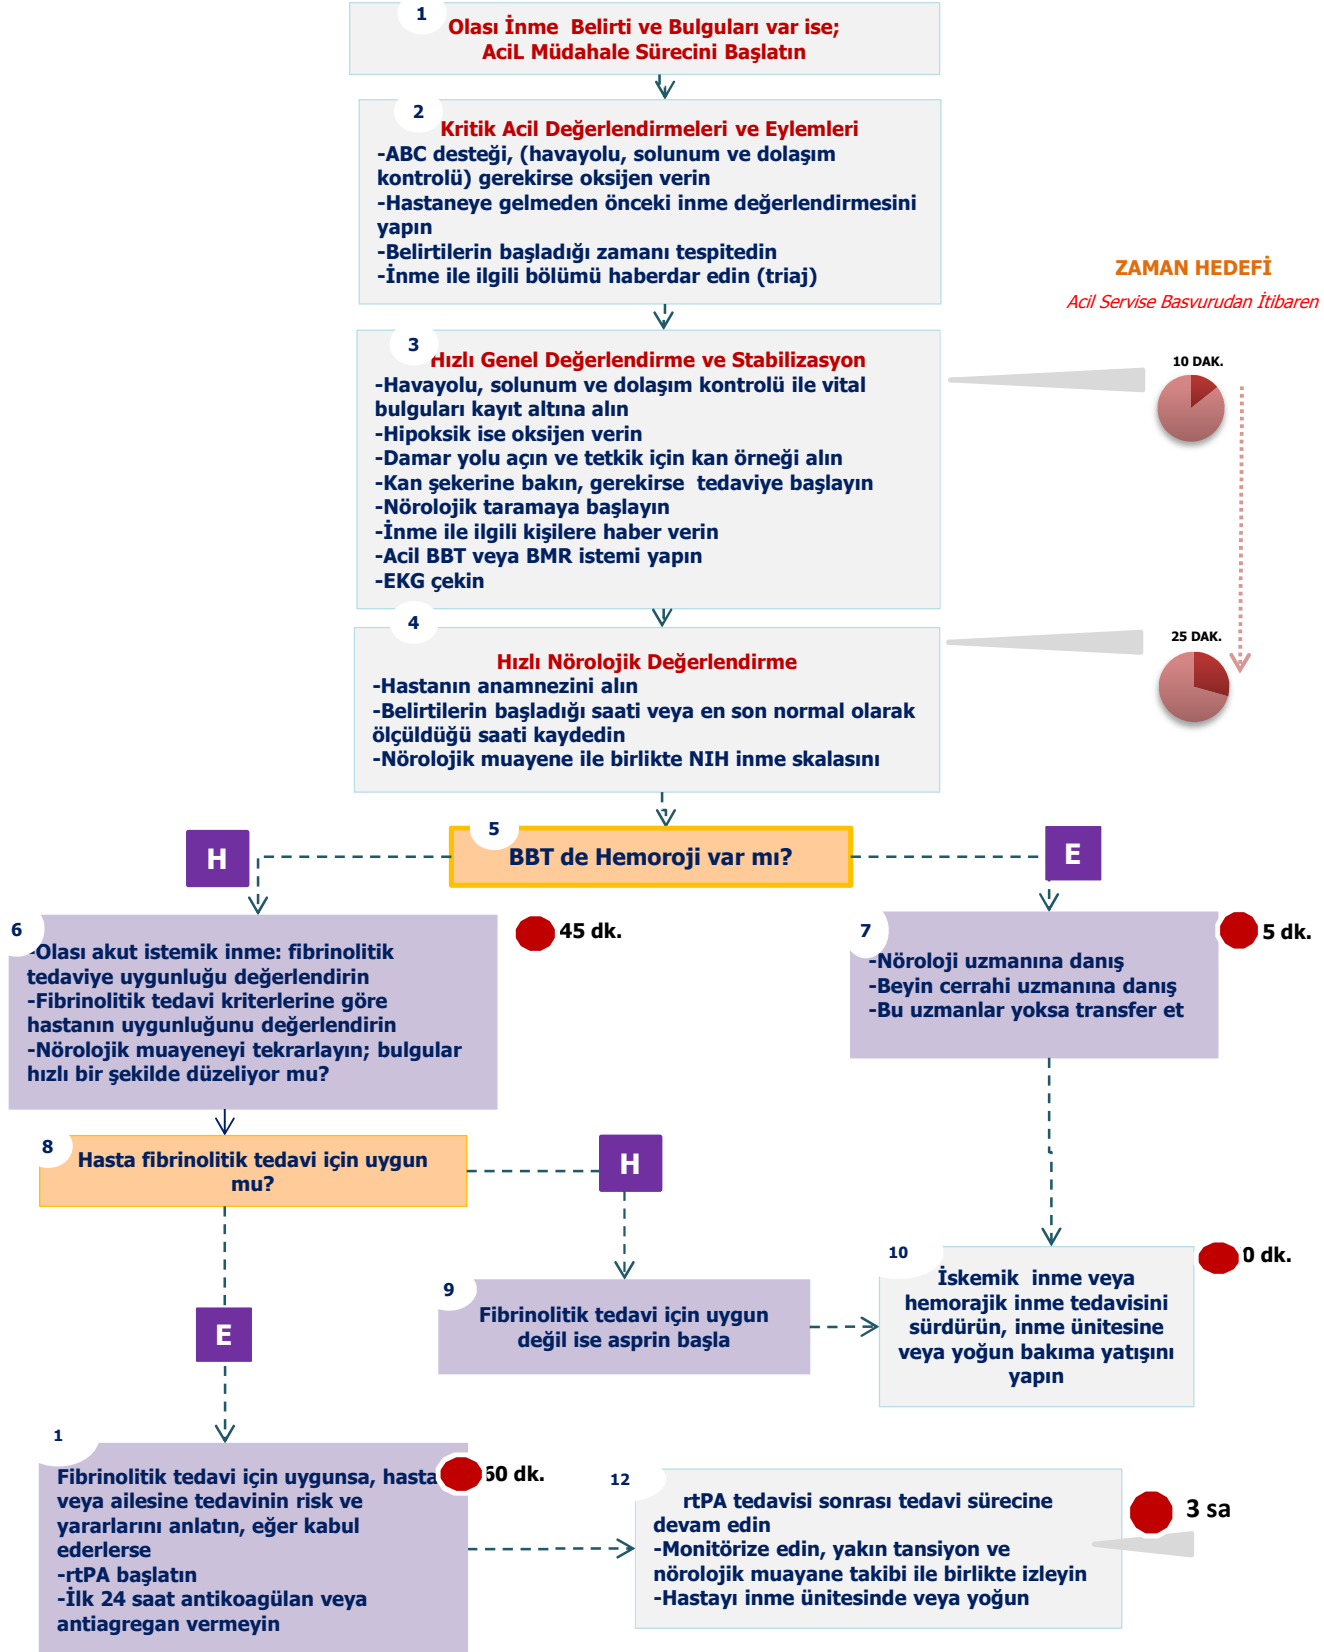 1
Olası İnme Belirti ve Bulguları var ise;
AciL Müdahale Sürecini Başlatın
2
Kritik Acil Değerlendirmeleri ve Eylemleri
-ABC desteği, (havayolu, solunum ve dolaşım
kontrolü) gerekirse oksijen verin
-Hastaneye gelmeden önceki inme değerlendirmesini
yapın
-Belirtilerin başladığı zamanı tespitedin
-İnme ile ilgili bölümü haberdar edin (triaj)
ZAMAN HEDEFİ
Acil Servise Basvurudan İtibaren
3
Hızlı Genel Değerlendirme ve Stabilizasyon
-Havayolu, solunum ve dolaşım kontrolü ile vital
bulguları kayıt altına alın
-Hipoksik ise oksijen verin
-Damar yolu açın ve tetkik için kan örneği alın
-Kan şekerine bakın, gerekirse tedaviye başlayın
-Nörolojik taramaya başlayın
-İnme ile ilgili kişilere haber verin
-Acil BBT veya BMR istemi yapın
-EKG çekin
10 DAK.
4
Hızlı Nörolojik Değerlendirme
-Hastanın anamnezini alın
-Belirtilerin başladığı saati veya en son normal olarak
ölçüldüğü saati kaydedin
-Nörolojik muayene ile birlikte NIH inme skalasını
25 DAK.
5
BBT de Hemoroji var mı?
H
E
6
-Olası akut istemik inme: fibrinolitik
tedaviye uygunluğu değerlendirin
-Fibrinolitik tedavi kriterlerine göre
hastanın uygunluğunu değerlendirin
-Nörolojik muayeneyi tekrarlayın; bulgular
hızlı bir şekilde düzeliyor mu?
45 dk.
7
-Nöroloji uzmanına danış
-Beyin cerrahi uzmanına danış
-Bu uzmanlar yoksa transfer et
5 dk.
8
Hasta fibrinolitik tedavi için uygun
mu?
H
E
9
Fibrinolitik tedavi için uygun
değil ise asprin başla
10
İskemik inme veya
hemorajik inme tedavisini
sürdürün, inme ünitesine
veya yoğun bakıma yatışını
yapın
0 dk.
1
Fibrinolitik tedavi için uygunsa, hasta
veya ailesine tedavinin risk ve
yararlarını anlatın, eğer kabul
ederlerse
-rtPA başlatın
-İlk 24 saat antikoagülan veya
antiagregan vermeyin
60 dk.
12
rtPA tedavisi sonrası tedavi sürecine
devam edin
-Monitörize edin, yakın tansiyon ve
nörolojik muayane takibi ile birlikte izleyin
-Hastayı inme ünitesinde veya yoğun
3 sa